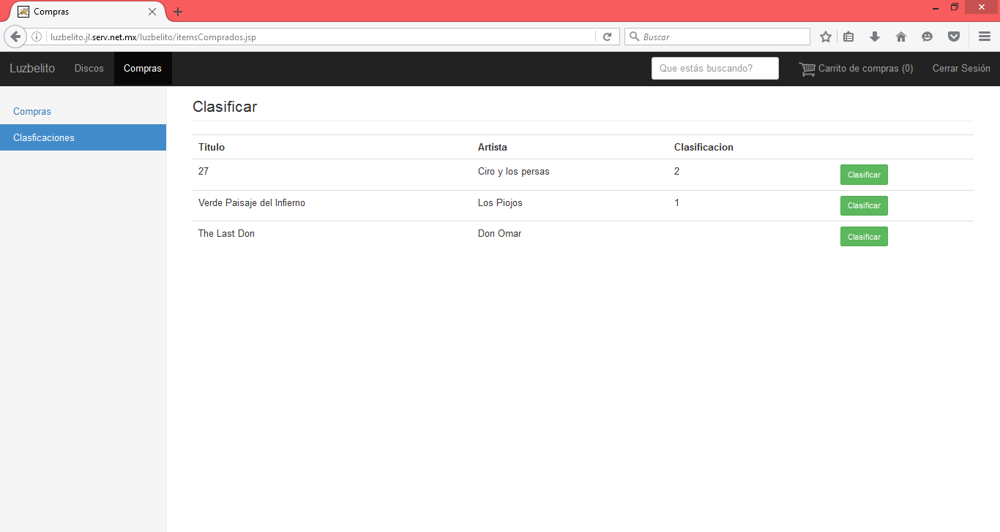 Compras
luzbelito.jl.serv.net.mx/luzbelito/itemsComprados.jsp
Buscar
Luzbelito Discos Compras Que estás buscando? Carrito de compras (0) Cerrar Sesión
Compras
Clasficaciones
Clasificar
Titulo Artista Clasificacion
27 Ciro y los persas 2 Clasificar
Verde Paisaje del Infierno Los Piojos 1 Clasificar
The Last Don Don Omar Clasificar